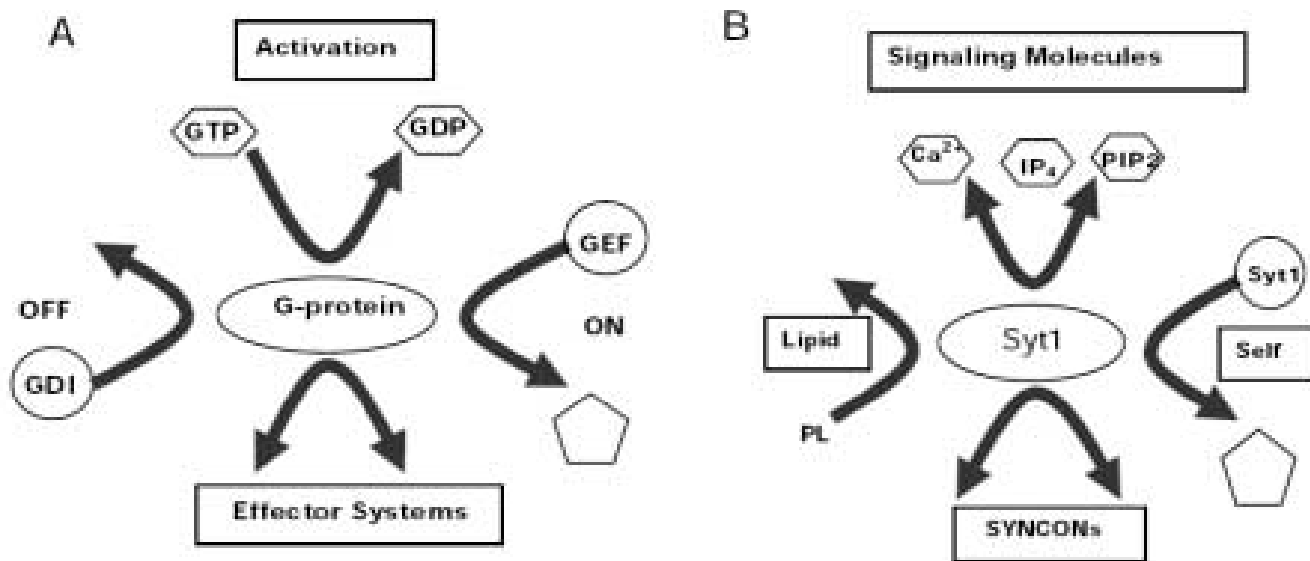 A
Activation
GTP
GDP
GEF
OFF
G-protein
ON
GDI
Effector Systems
B
Signaling Molecules
Ca²⁺
IP₄
PIP2
Syt1
Lipid
Syt1
Self
PL
SYNCONs